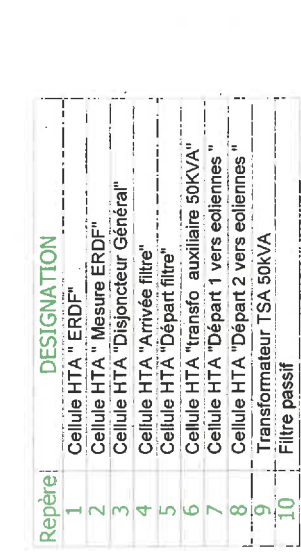 Repère DESIGNATION
1 Cellule HTA " ERDF"
2 Cellule HTA " Mesure ERDF"
3 Cellule HTA "Disjoncteur Général"
4 Cellule HTA "Arrivée filtre"
5 Cellule HTA "Départ filtre"
6 Cellule HTA "transfo auxiliaire 50KVA"
7 Cellule HTA "Départ 1 vers eoliennes "
8 Cellule HTA "Départ 2 vers eoliennes "
9 Transformateur TSA 50KVA
10 Filtre passif